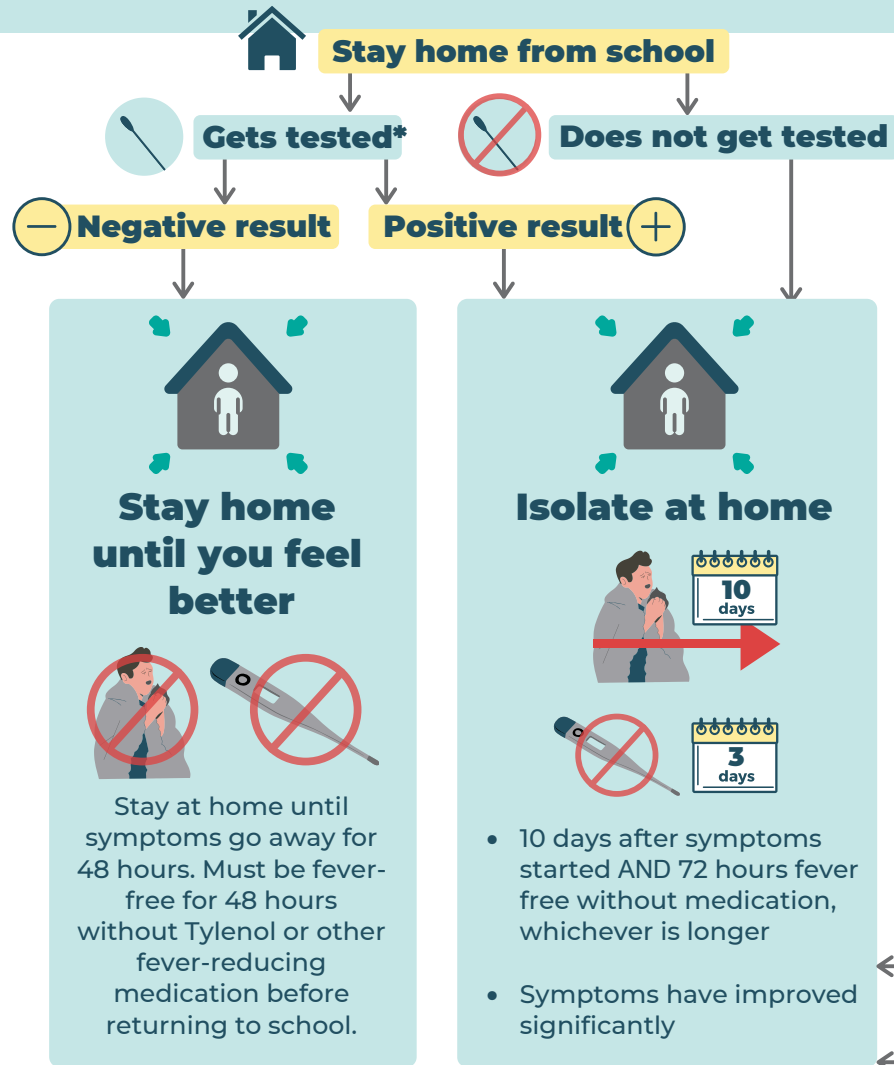 Stay home from school
Gets tested*
Does not get tested
Negative result
Positive result
Stay home
until you feel
better
Stay at home until
symptoms go away for
48 hours. Must be fever-
free for 48 hours
without Tylenol or other
fever-reducing
medication before
returning to school.
Isolate at home
10
days
3
days
• 10 days after symptoms
started AND 72 hours fever
free without medication,
whichever is longer
• Symptoms have improved
significantly